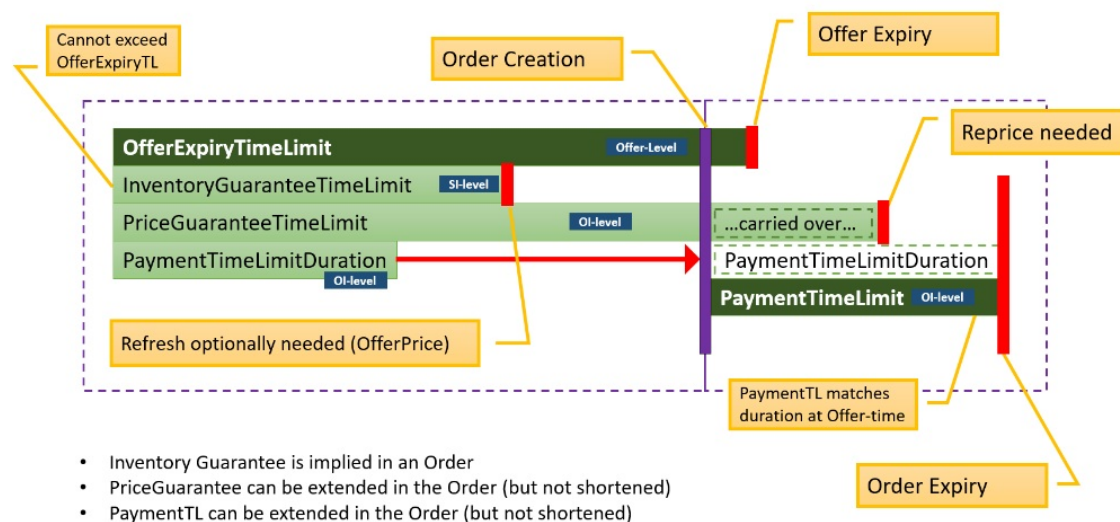 Cannot exceed
OfferExpiryTL
Order Creation
Offer Expiry
Reprice needed
OfferExpiryTimeLimit
Offer-Level
InventoryGuaranteeTimeLimit
SI-level
PriceGuaranteeTimeLimit
OI-level
...carried over...
PaymentTimeLimitDuration
OI-level
PaymentTimeLimitDuration
PaymentTimeLimit
OI-level
Refresh optionally needed (OfferPrice)
PaymentTL matches
duration at Offer-time
Order Expiry
• Inventory Guarantee is implied in an Order
• PriceGuarantee can be extended in the Order (but not shortened)
• PaymentTL can be extended in the Order (but not shortened)